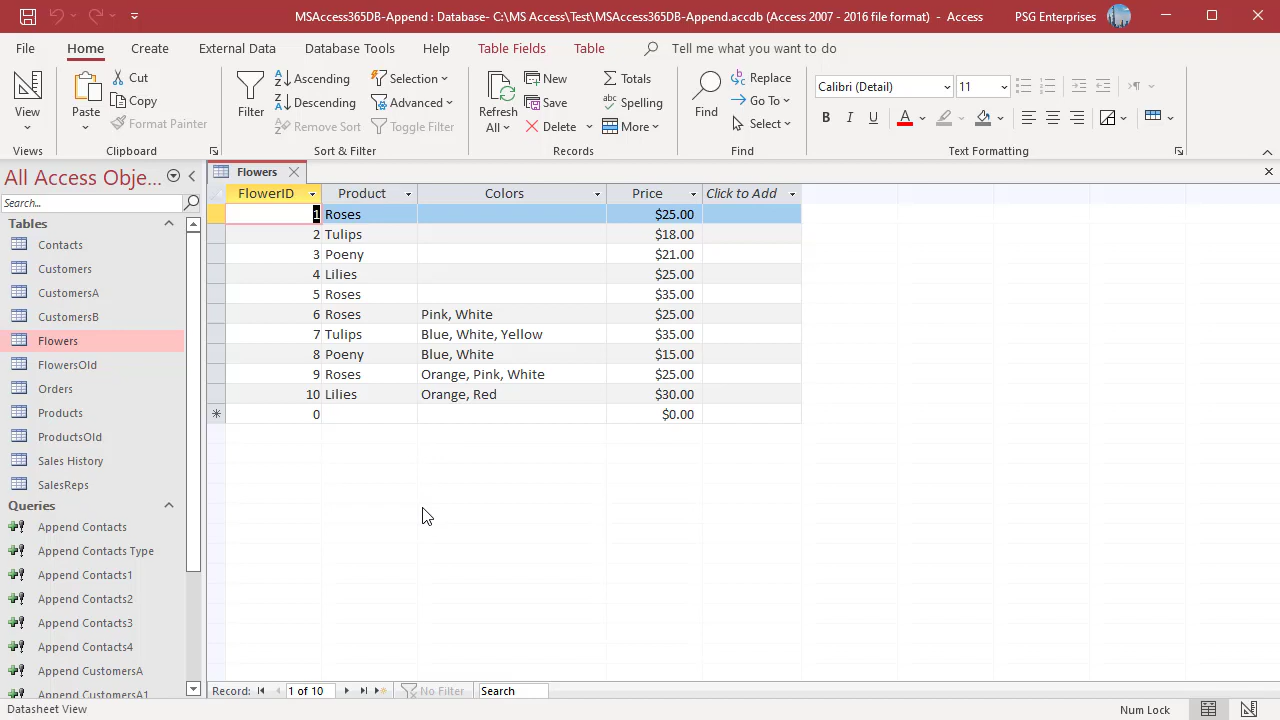 MSAccess365DB-Append : Database- C:\MS Access\Test\MSAccess365DB-Append.accdb (Access 2007 - 2016 file format) - Access PSG Enterprises
File Home Create External Data Database Tools Help Table Fields Table Tell me what you want to do
View
Views
Paste
Cut
Copy
Format Painter
Clipboard
Filter
Ascending
Descending
Remove Sort
Selection
Advanced
Toggle Filter
Sort & Filter
Refresh
All
New
Save
Delete
Totals
Spelling
More
Records
Find
Replace
Go To
Select
Find
Calibri (Detail) 11
B I U A
Text Formatting
All Access Obje...
Search...
Tables
Contacts
Customers
CustomersA
CustomersB
Flowers
FlowersOld
Orders
Products
ProductsOld
Sales History
SalesReps
Queries
Append Contacts
Append Contacts Type
Append Contacts1
Append Contacts2
Append Contacts3
Append Contacts4
Append CustomersA
Append CustomersA1
Flowers
FlowerID Product Colors Price Click to Add
1 Roses $25.00
2 Tulips $18.00
3 Poeny $21.00
4 Lilies $25.00
5 Roses $35.00
6 Roses Pink, White $25.00
7 Tulips Blue, White, Yellow $35.00
8 Poeny Blue, White $15.00
9 Roses Orange, Pink, White $25.00
10 Lilies Orange, Red $30.00
0 $0.00
Record: 1 of 10 No Filter Search
Datasheet View Num Lock